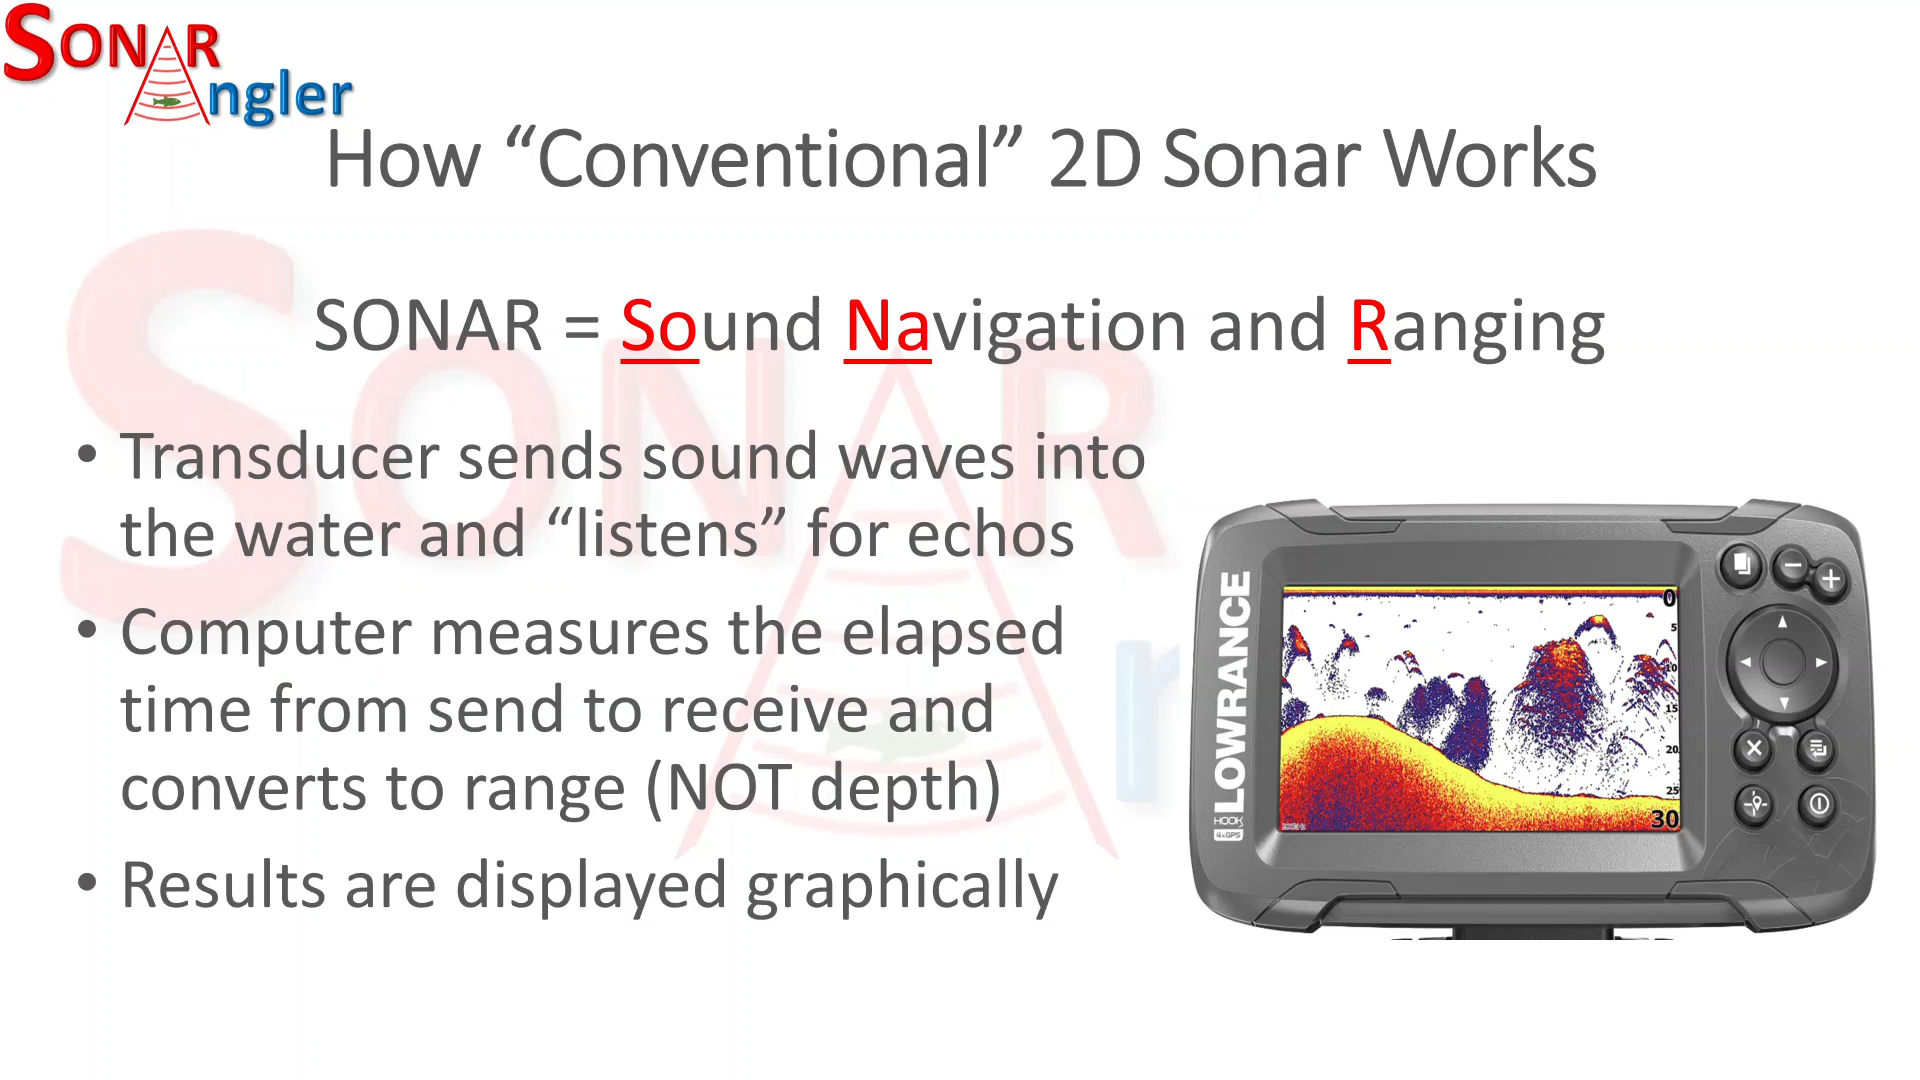 SONAR
Angler
How “Conventional” 2D Sonar Works
SONAR = Sound Navigation and Ranging
• Transducer sends sound waves into
the water and “listens” for echos
• Computer measures the elapsed
time from send to receive and
converts to range (NOT depth)
• Results are displayed graphically
LOWRANCE
HOOK
4x GPS
0
5
10
15
20
25
30